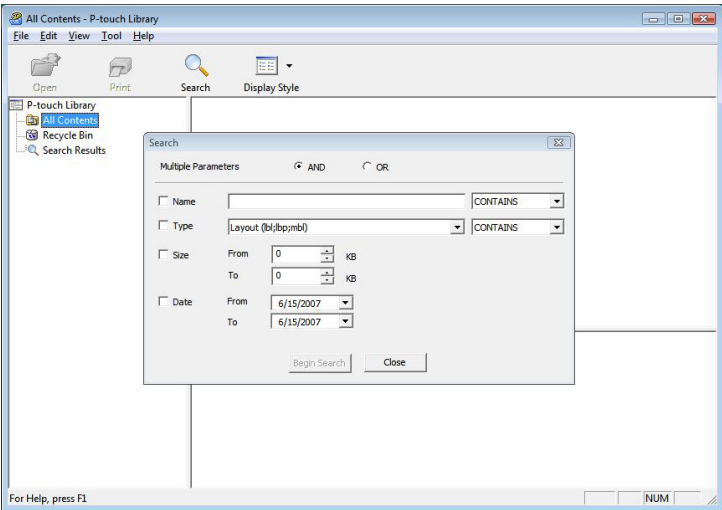 All Contents - P-touch Library
File Edit View Tool Help
Open Print Search Display Style
P-touch Library
All Contents
Recycle Bin
Search Results
Search
Multiple Parameters AND OR
Name CONTAINS
Type Layout (lbl;lbp;mbl) CONTAINS
Size From 0 KB
To 0 KB
Date From 6/15/2007
To 6/15/2007
Begin Search Close
For Help, press F1 NUM